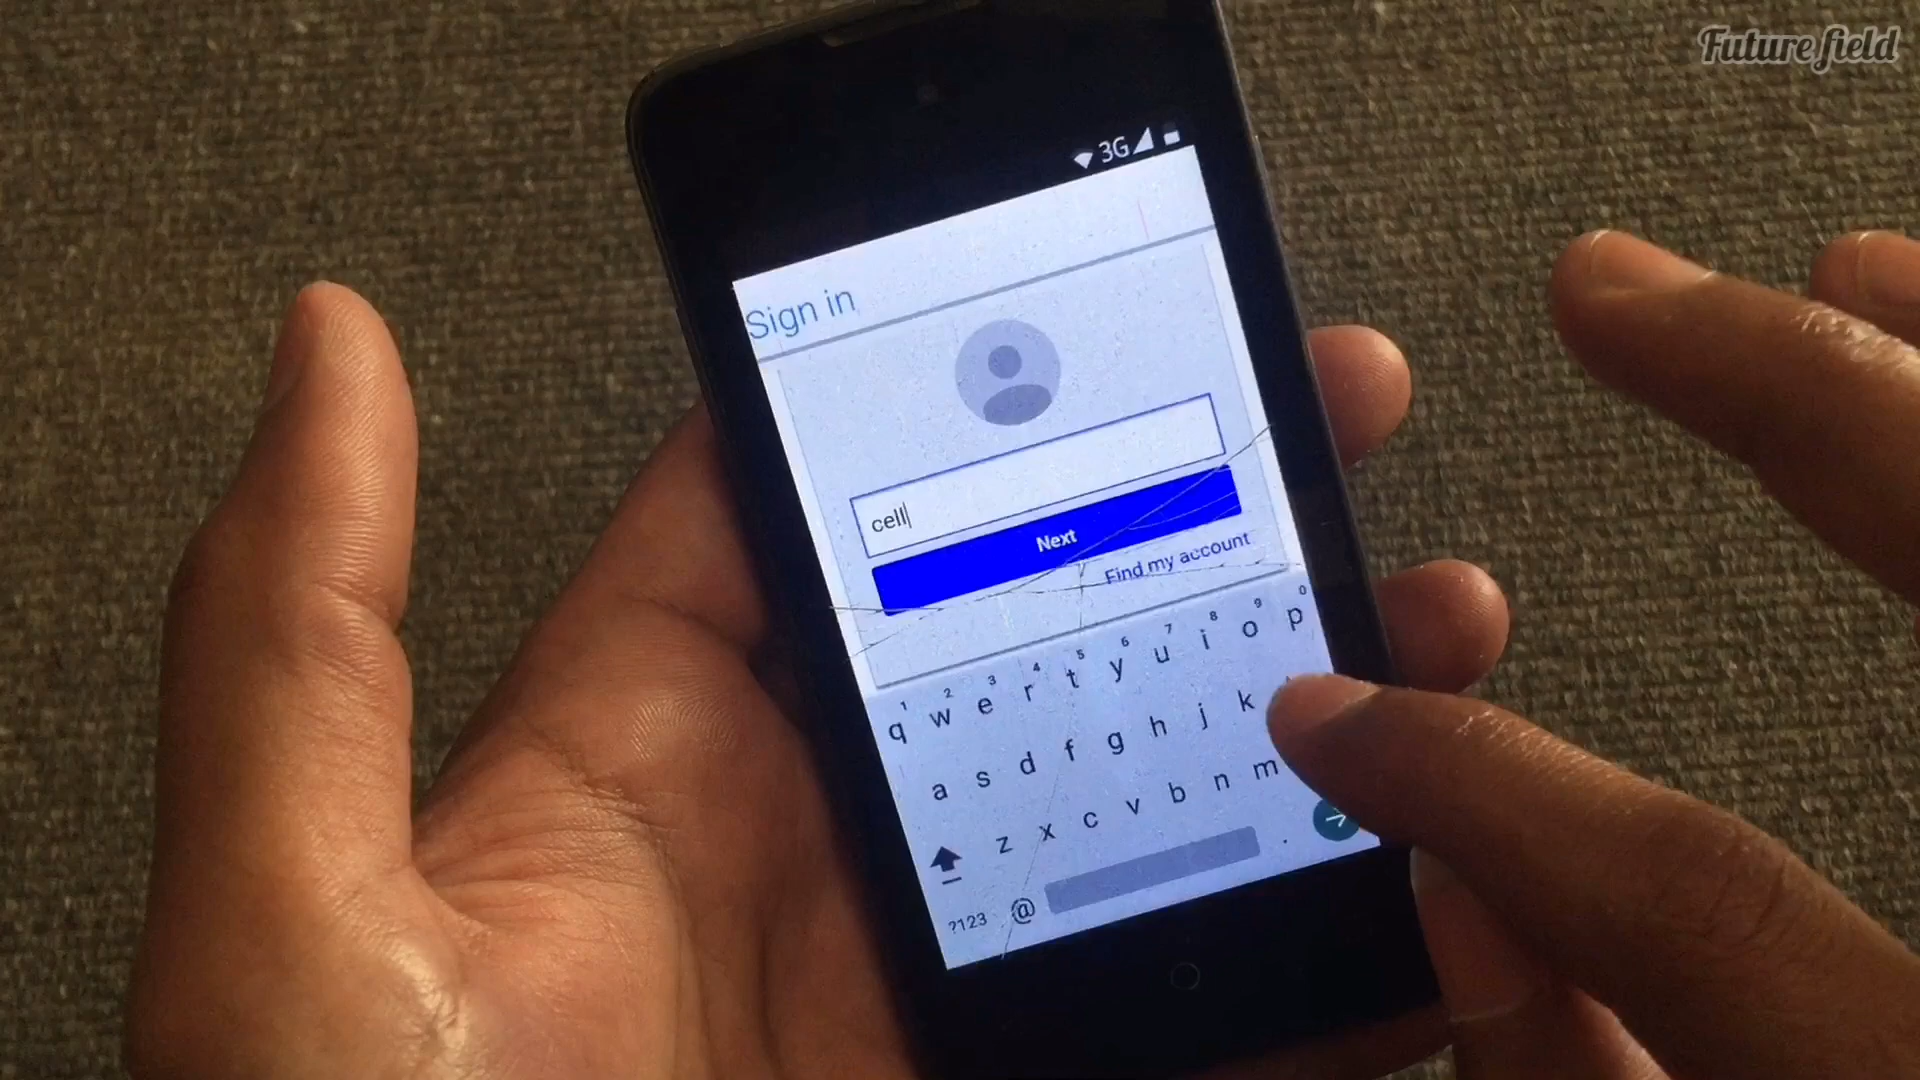 Future field
3G
Sign in
cell
Next
Find my account
1 2 3 4 5 6 7 8 9 0
q w e r t y u i o p
a s d f g h j k
z x c v b n m
?123 @ .